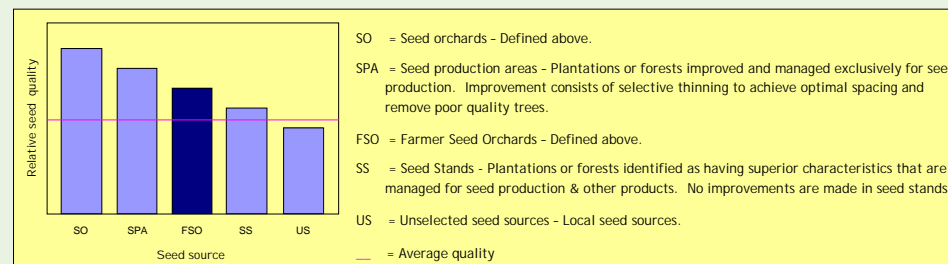 Relative seed quality
SO SPA FSO SS US
Seed source
SO = Seed orchards - Defined above.
SPA = Seed production areas - Plantations or forests improved and managed exclusively for see
production. Improvement consists of selective thinning to achieve optimal spacing and
remove poor quality trees.
FSO = Farmer Seed Orchards - Defined above.
SS = Seed Stands - Plantations or forests identified as having superior characteristics that are
managed for seed production & other products. No improvements are made in seed stands
US = Unselected seed sources - Local seed sources.
= Average quality